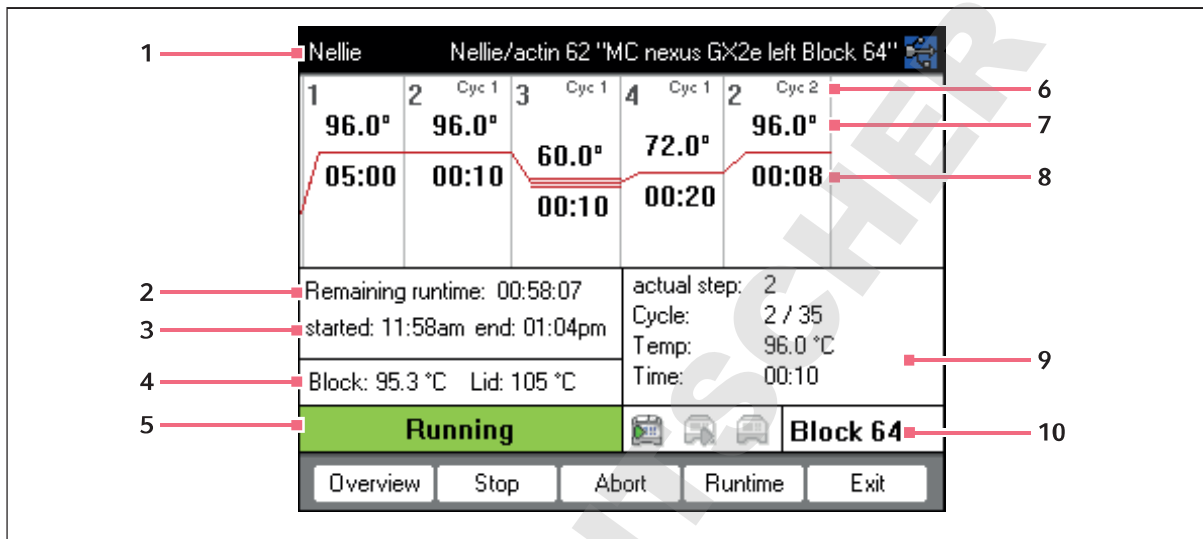 1 Nellie Nellie/actin 62 "MC nexus GX2e left Block 64"
1 2 Cyc 1 3 Cyc 1 4 Cyc 1 2 Cyc 2 6
96.0° 96.0° 60.0° 72.0° 96.0° 7
05:00 00:10 00:10 00:20 00:08 8
2 Remaining runtime: 00:58:07
3 started: 11:58am end: 01:04pm
4 Block: 95.3 °C Lid: 105 °C
actual step: 2
Cycle: 2 / 35
Temp: 96.0 °C
Time: 00:10
9
5 Running Block 64 10
Overview Stop Abort Runtime Exit